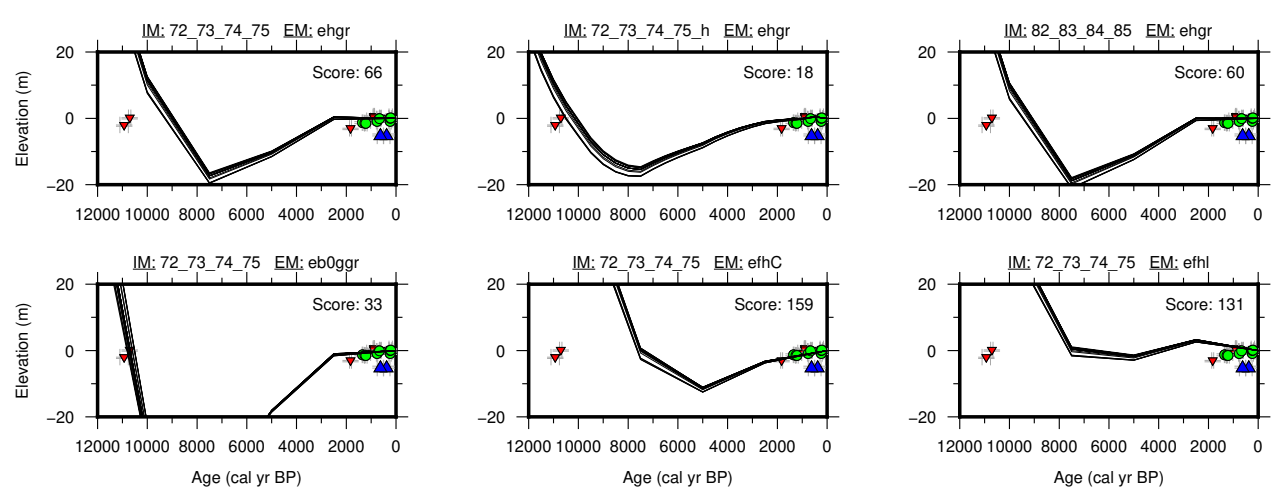 IM: 72_73_74_75 EM: ehgr
IM: 72_73_74_75_h EM: ehgr
IM: 82_83_84_85 EM: ehgr
Elevation (m)
20
0
−20
Score: 66
12000 10000 8000 6000 4000 2000 0
20
0
−20
Score: 18
12000 10000 8000 6000 4000 2000 0
20
0
−20
Score: 60
12000 10000 8000 6000 4000 2000 0
IM: 72_73_74_75 EM: eb0ggr
IM: 72_73_74_75 EM: efhC
IM: 72_73_74_75 EM: efhl
Elevation (m)
20
0
−20
Score: 33
12000 10000 8000 6000 4000 2000 0
Age (cal yr BP)
20
0
−20
Score: 159
12000 10000 8000 6000 4000 2000 0
Age (cal yr BP)
20
0
−20
Score: 131
12000 10000 8000 6000 4000 2000 0
Age (cal yr BP)